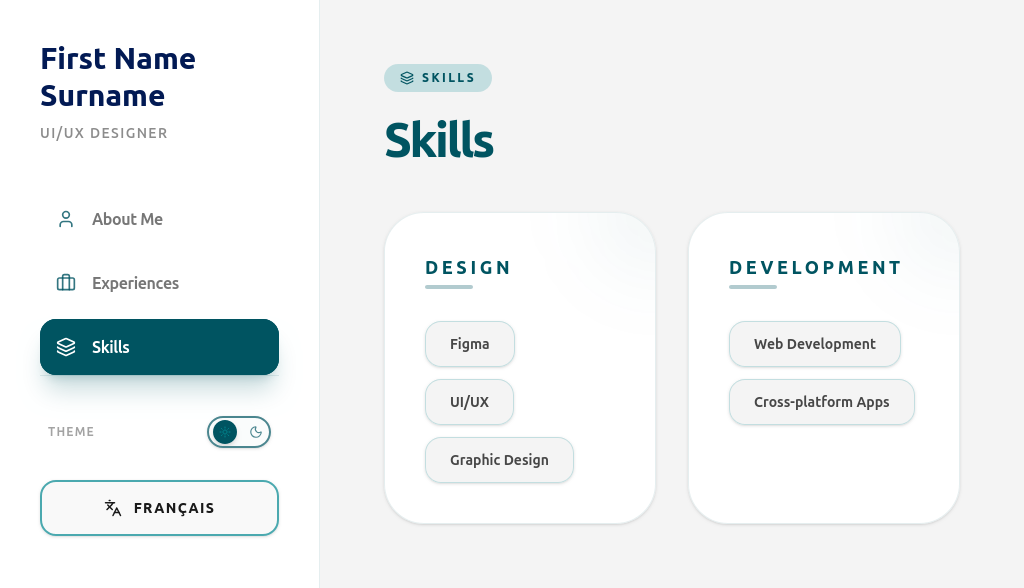 First Name
Surname
UI/UX DESIGNER
About Me
Experiences
Skills
THEME
FRANÇAIS
SKILLS
Skills
DESIGN
Figma
UI/UX
Graphic Design
DEVELOPMENT
Web Development
Cross-platform Apps